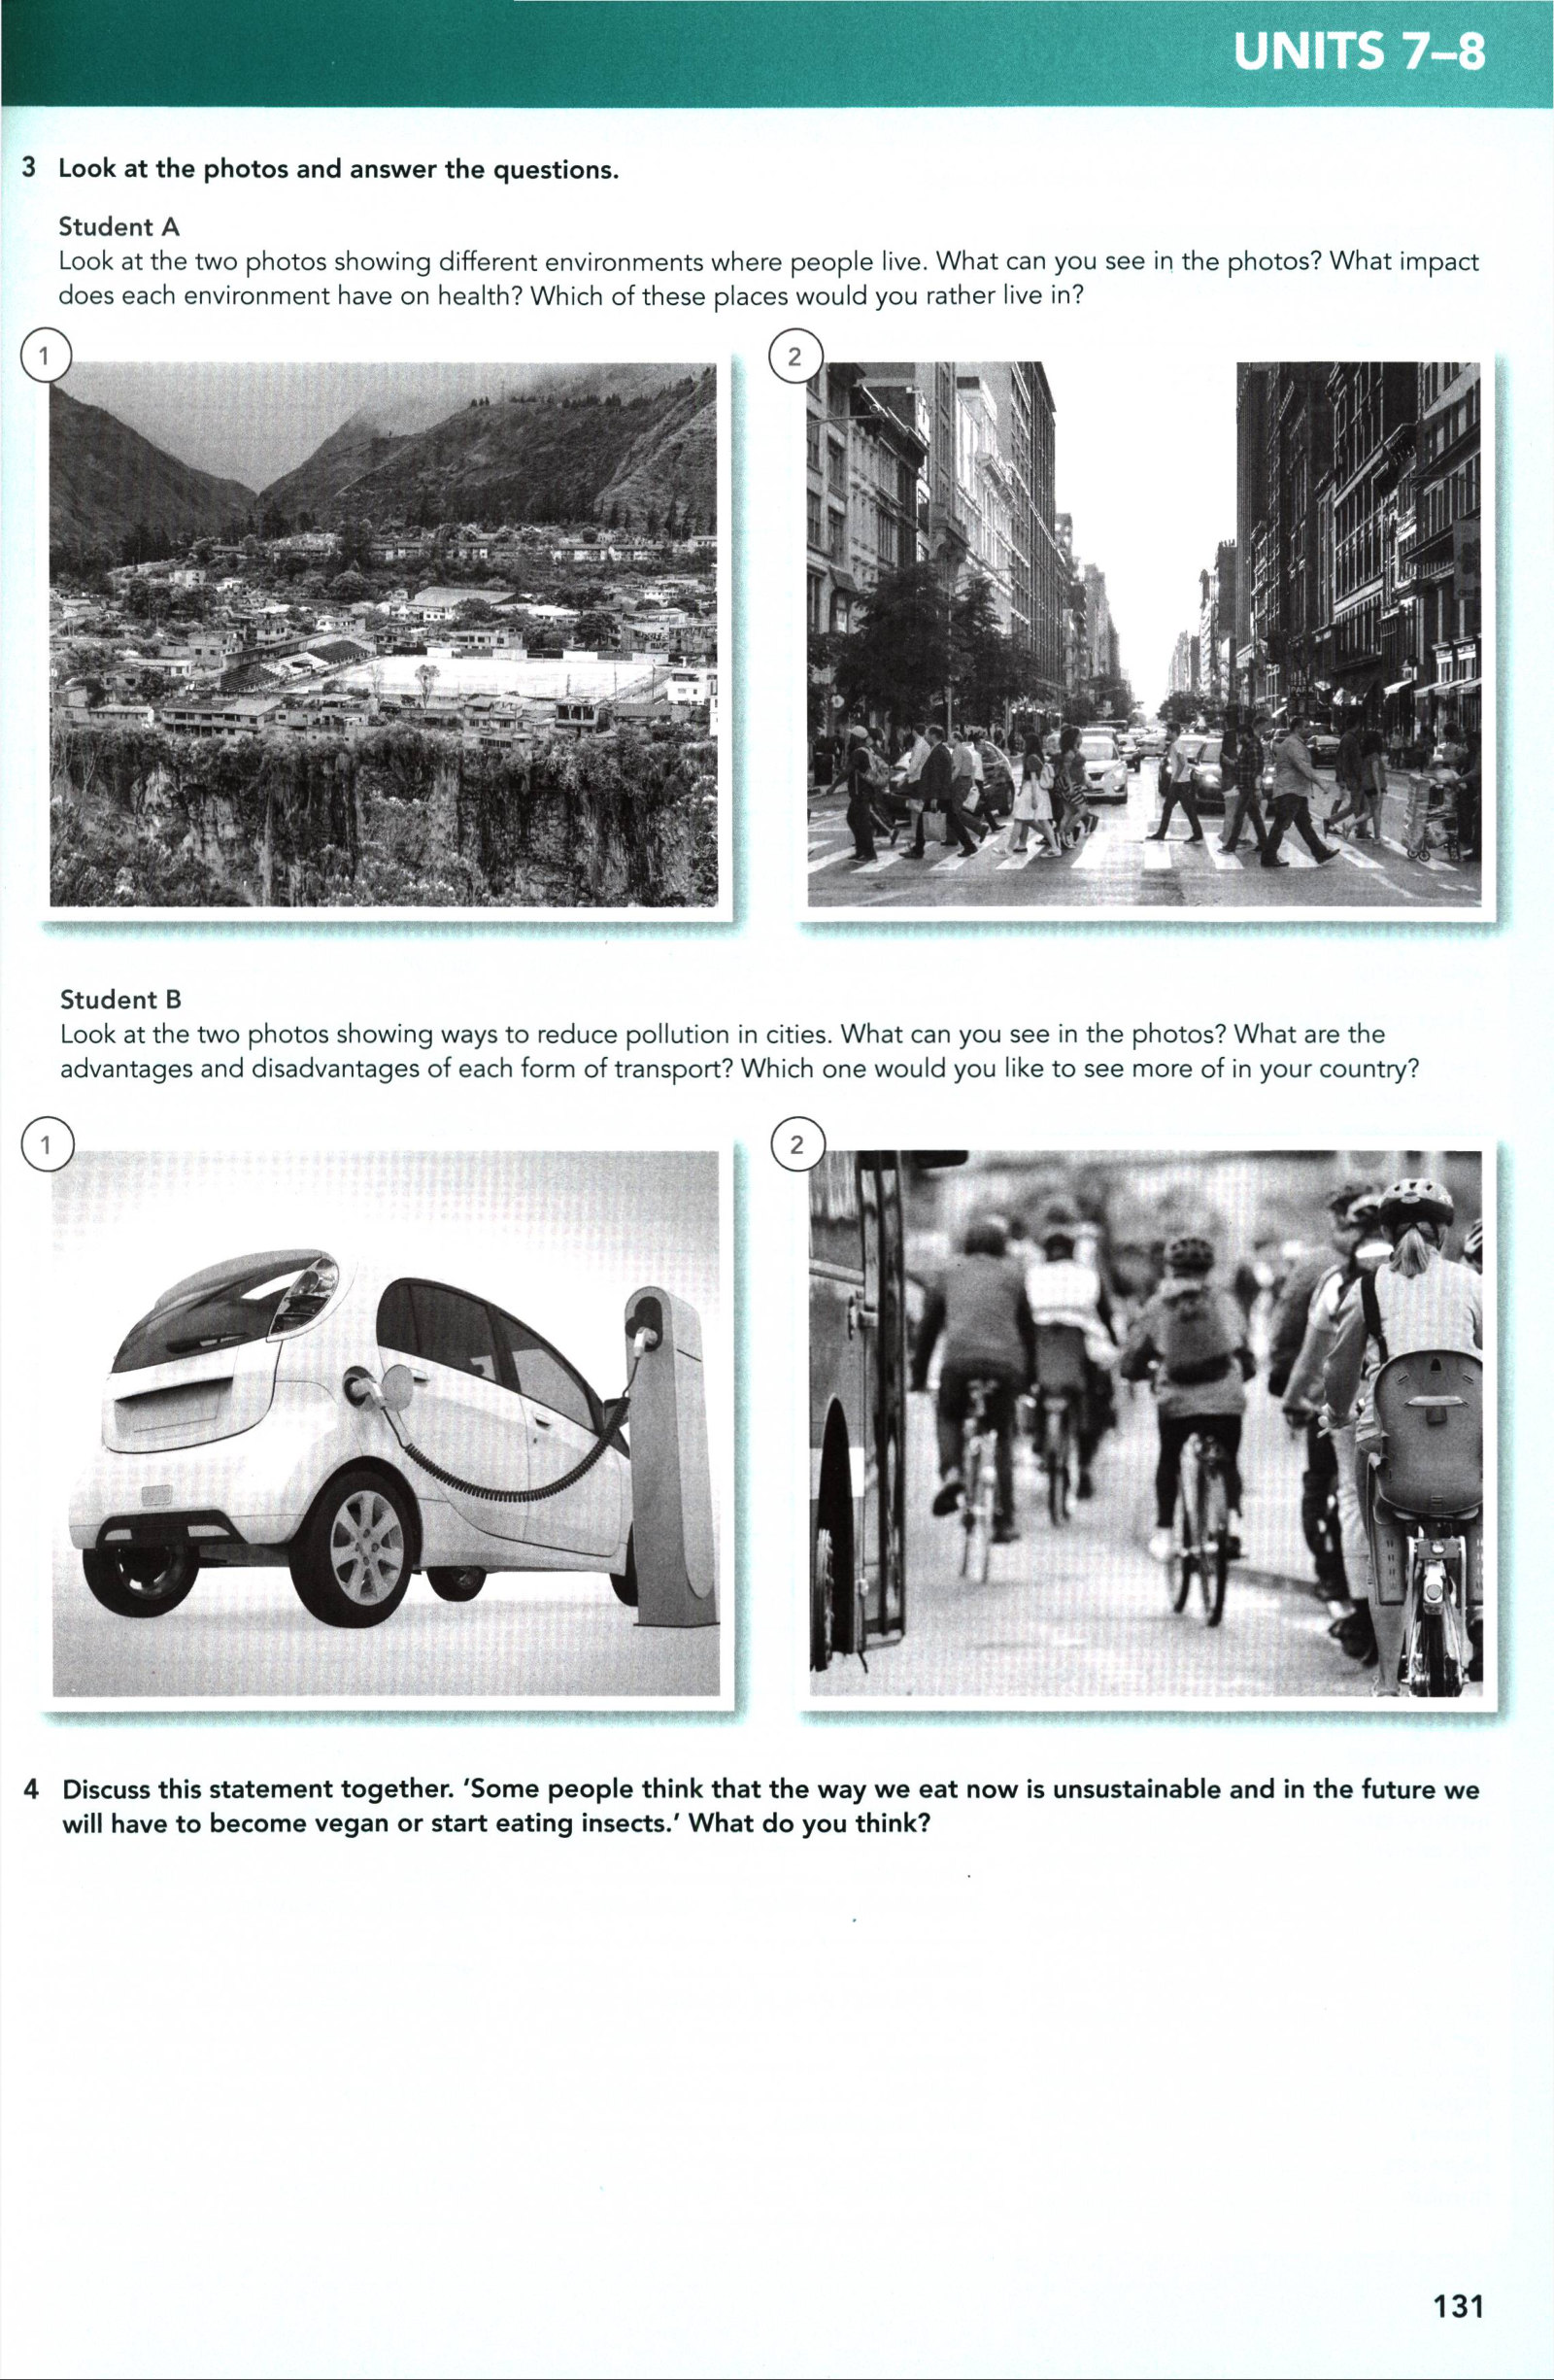 UNITS 7–8
3 Look at the photos and answer the questions.
Student A
Look at the two photos showing different environments where people live. What can you see in the photos? What impact
does each environment have on health? Which of these places would you rather live in?
1
2
PARK
Student B
Look at the two photos showing ways to reduce pollution in cities. What can you see in the photos? What are the
advantages and disadvantages of each form of transport? Which one would you like to see more of in your country?
1
2
4 Discuss this statement together. ‘Some people think that the way we eat now is unsustainable and in the future we
will have to become vegan or start eating insects.’ What do you think?
131